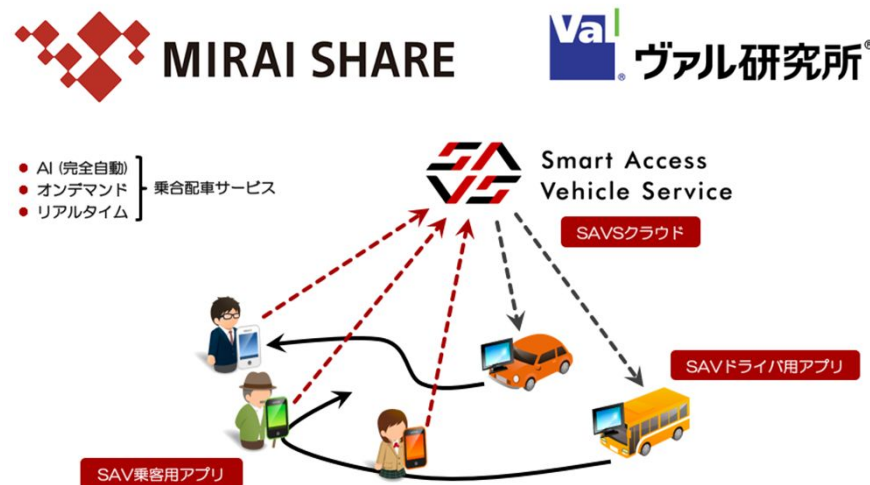 MIRAI SHARE
Val
ヴァル研究所
AI (完全自動)
オンデマンド
リアルタイム
乗合配車サービス
SAVS
Smart Access
Vehicle Service
SAVSクラウド
SAVドライバ用アプリ
SAV乗客用アプリ